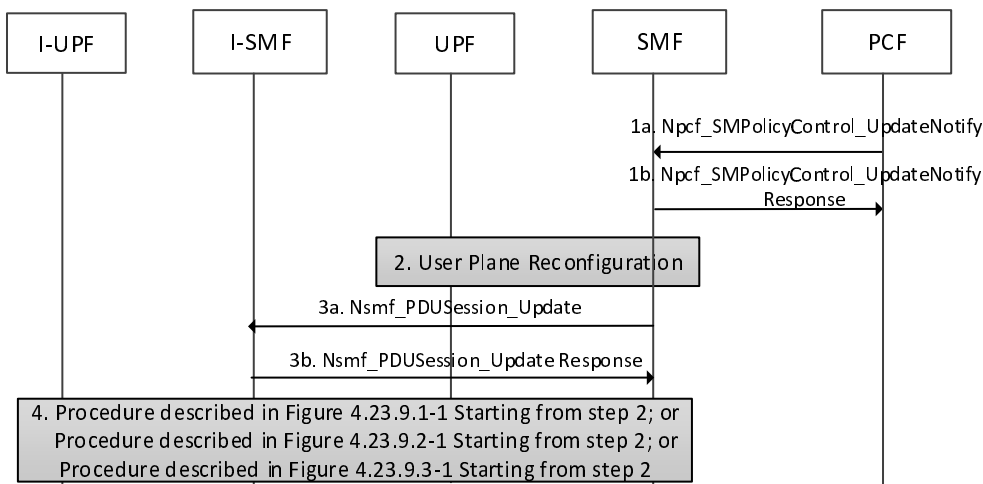 I-UPF
I-SMF
UPF
SMF
PCF
1a. Npcf_SMPolicyControl_UpdateNotify
1b. Npcf_SMPolicyControl_UpdateNotify
Response
2. User Plane Reconfiguration
3a. Nsmf_PDUSession_Update
3b. Nsmf_PDUSession_Update Response
4. Procedure described in Figure 4.23.9.1-1 Starting from step 2; or
Procedure described in Figure 4.23.9.2-1 Starting from step 2; or
Procedure described in Figure 4.23.9.3-1 Starting from step 2